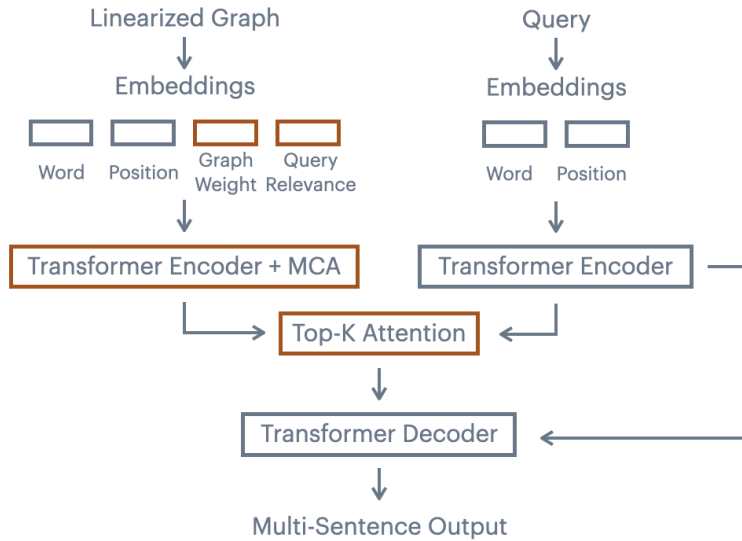 Linearized Graph
Query
Embeddings
Embeddings
Word
Position
Graph
Weight
Query
Relevance
Word
Position
Transformer Encoder + MCA
Transformer Encoder
Top-K Attention
Transformer Decoder
Multi-Sentence Output